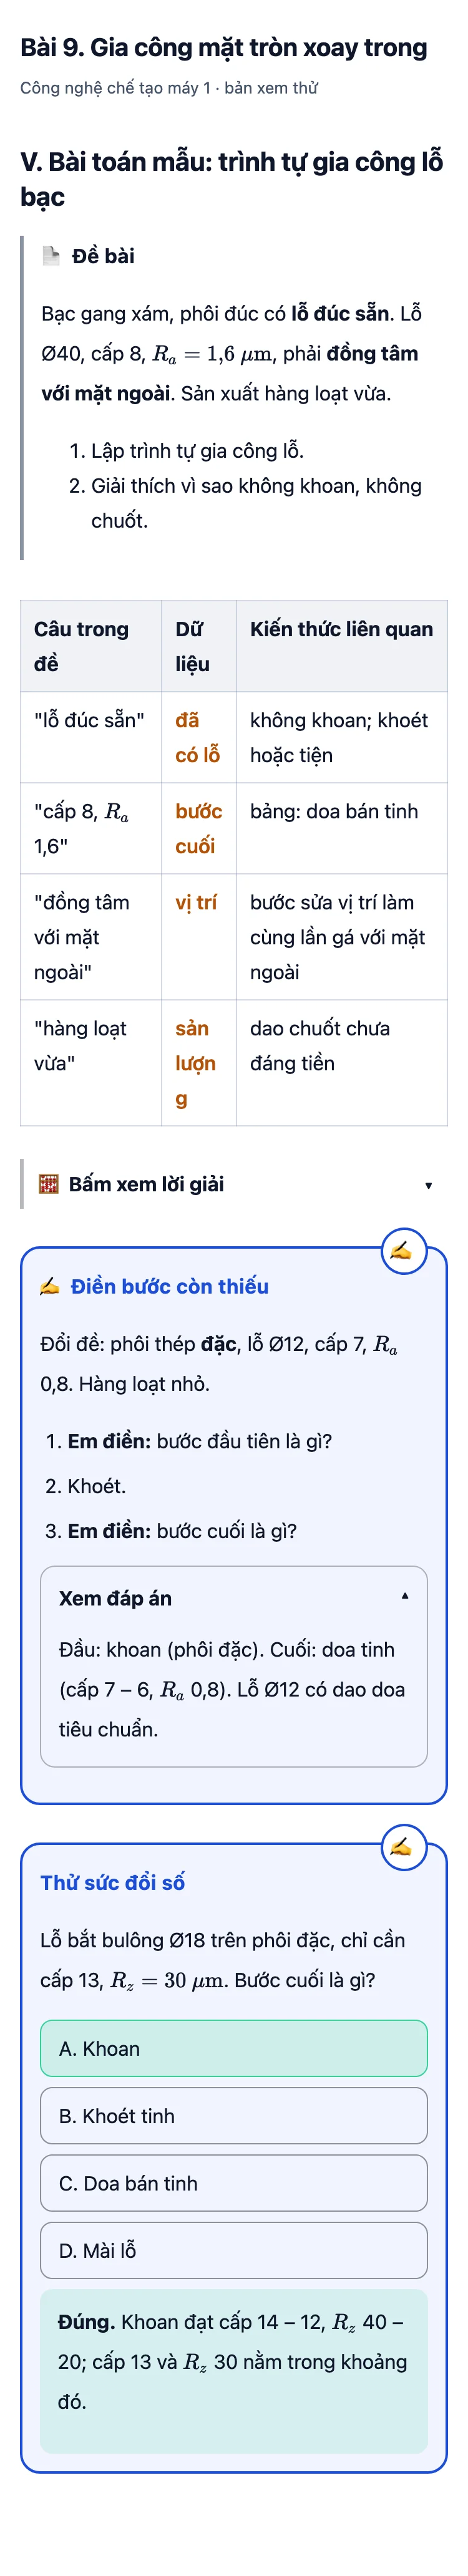 Bài 9. Gia công mặt tròn xoay trong
Công nghệ chế tạo máy 1 · bản xem thử
V. Bài toán mẫu: trình tự gia công lỗ
bạc
Đề bài
Bạc gang xám, phôi đúc có lỗ đúc sẵn. Lỗ
Ø40, cấp 8, Rₐ = 1,6 μm, phải đồng tâm
với mặt ngoài. Sản xuất hàng loạt vừa.
1. Lập trình tự gia công lỗ.
2. Giải thích vì sao không khoan, không
chuốt.
Câu trong
đề
Dữ
liệu
Kiến thức liên quan
"lỗ đúc sẵn"
đã
có lỗ
không khoan; khoét
hoặc tiện
"cấp 8, Rₐ
1,6"
bước
cuối
bảng: doa bán tinh
"đồng tâm
với mặt
ngoài"
vị trí
bước sửa vị trí làm
cùng lần gá với mặt
ngoài
"hàng loạt
vừa"
sản
lượn
g
dao chuốt chưa
đáng tiền
Bấm xem lời giải
Điền bước còn thiếu
Đổi đề: phôi thép đặc, lỗ Ø12, cấp 7, Rₐ
0,8. Hàng loạt nhỏ.
1. Em điền: bước đầu tiên là gì?
2. Khoét.
3. Em điền: bước cuối là gì?
Xem đáp án
Đầu: khoan (phôi đặc). Cuối: doa tinh
(cấp 7 – 6, Rₐ 0,8). Lỗ Ø12 có dao doa
tiêu chuẩn.
Thử sức đổi số
Lỗ bắt bulông Ø18 trên phôi đặc, chỉ cần
cấp 13, R_z = 30 μm. Bước cuối là gì?
A. Khoan
B. Khoét tinh
C. Doa bán tinh
D. Mài lỗ
Đúng. Khoan đạt cấp 14 – 12, R_z 40 –
20; cấp 13 và R_z 30 nằm trong khoảng
đó.